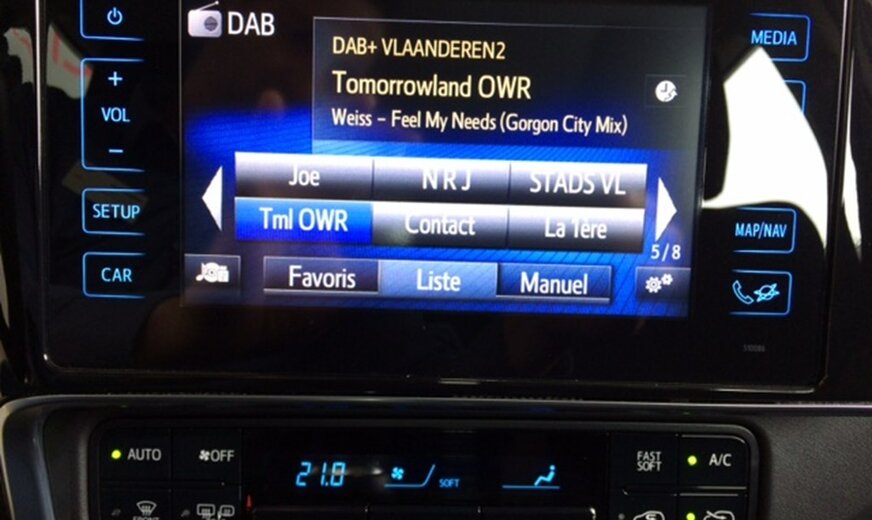 DAB
MEDIA
DAB+ VLAANDEREN2
Tomorrowland OWR
Weiss - Feel My Needs (Gorgon City Mix)
+
VOL
-
Joe
N R J
STADS VL
SETUP
Tml OWR
Contact
La 1ère
MAP/NAV
5/8
CAR
Favoris
Liste
Manuel
510086
AUTO
OFF
21.0
SOFT
FAST
SOFT
A/C
FRONT